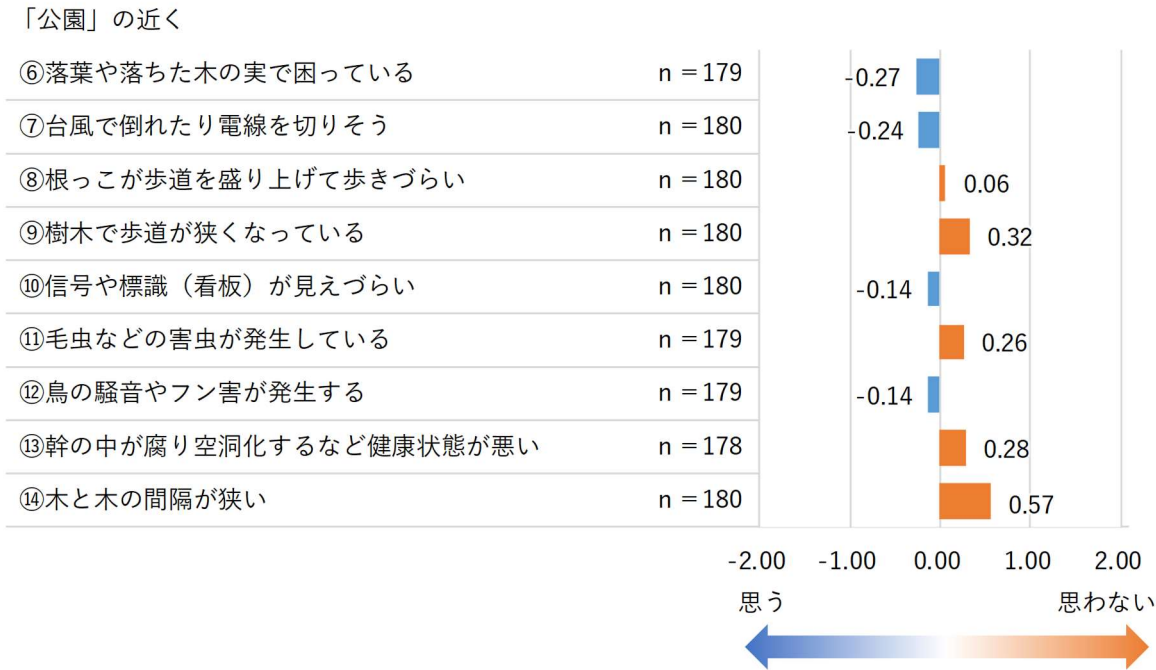 「公園」の近く
⑥落葉や落ちた木の実で困っている n＝179 -0.27
⑦台風で倒れたり電線を切りそう n＝180 -0.24
⑧根っこが歩道を盛り上げて歩きづらい n＝180 0.06
⑨樹木で歩道が狭くなっている n＝180 0.32
⑩信号や標識（看板）が見えづらい n＝180 -0.14
⑪毛虫などの害虫が発生している n＝179 0.26
⑫鳥の騒音やフン害が発生する n＝179 -0.14
⑬幹の中が腐り空洞化するなど健康状態が悪い n＝178 0.28
⑭木と木の間隔が狭い n＝180 0.57
-2.00 -1.00 0.00 1.00 2.00
思う 思わない